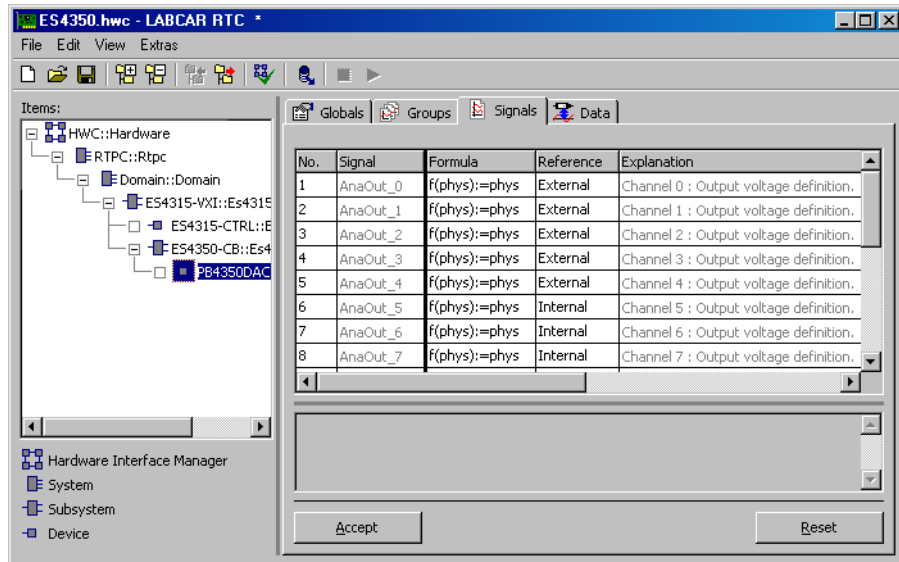 ES4350.hwc - LABCAR RTC *
File Edit View Extras
Items:
HWC::Hardware
RTPC::Rtpc
Domain::Domain
ES4315-VXI::Es4315
ES4315-CTRL::E
ES4350-CB::Es4
PB4350DAC
Hardware Interface Manager
System
Subsystem
Device
Globals Groups Signals Data
No. Signal Formula Reference Explanation
1 AnaOut_0 f(phys):=phys External Channel 0 : Output voltage definition.
2 AnaOut_1 f(phys):=phys External Channel 1 : Output voltage definition.
3 AnaOut_2 f(phys):=phys External Channel 2 : Output voltage definition.
4 AnaOut_3 f(phys):=phys External Channel 3 : Output voltage definition.
5 AnaOut_4 f(phys):=phys External Channel 4 : Output voltage definition.
6 AnaOut_5 f(phys):=phys Internal Channel 5 : Output voltage definition.
7 AnaOut_6 f(phys):=phys Internal Channel 6 : Output voltage definition.
8 AnaOut_7 f(phys):=phys Internal Channel 7 : Output voltage definition.
Accept Reset